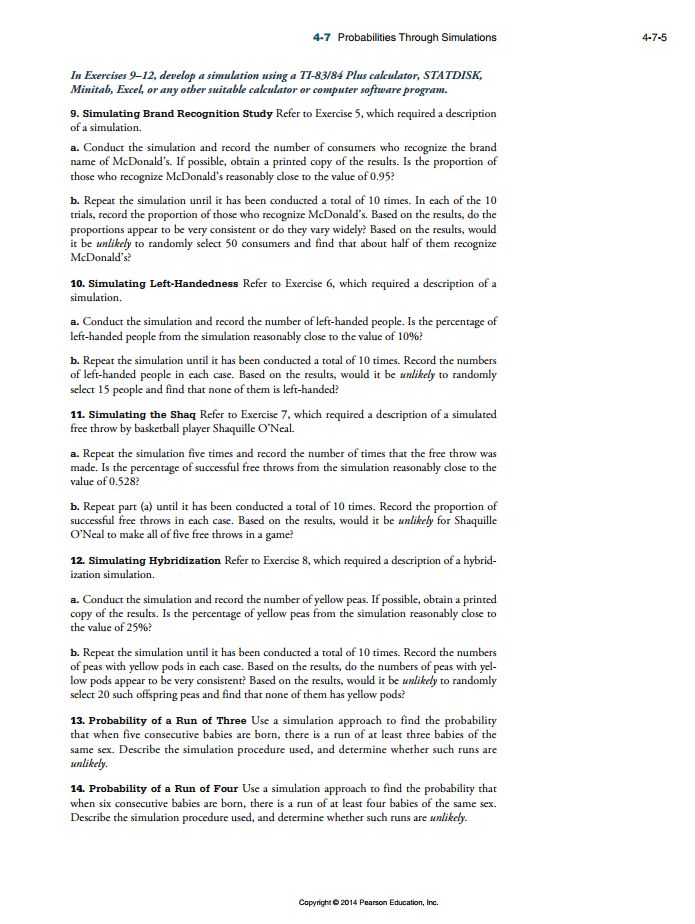 4-7 Probabilities Through Simulations
4-7-5
In Exercises 9–12, develop a simulation using a TI-83/84 Plus calculator, STATDISK,
Minitab, Excel, or any other suitable calculator or computer software program.
9. Simulating Brand Recognition Study Refer to Exercise 5, which required a description
of a simulation.
a. Conduct the simulation and record the number of consumers who recognize the brand
name of McDonald's. If possible, obtain a printed copy of the results. Is the proportion of
those who recognize McDonald's reasonably close to the value of 0.95?
b. Repeat the simulation until it has been conducted a total of 10 times. In each of the 10
trials, record the proportion of those who recognize McDonald's. Based on the results, do the
proportions appear to be very consistent or do they vary widely? Based on the results, would
it be unlikely to randomly select 50 consumers and find that about half of them recognize
McDonald's?
10. Simulating Left-Handedness Refer to Exercise 6, which required a description of a
simulation.
a. Conduct the simulation and record the number of left-handed people. Is the percentage of
left-handed people from the simulation reasonably close to the value of 10%?
b. Repeat the simulation until it has been conducted a total of 10 times. Record the numbers
of left-handed people in each case. Based on the results, would it be unlikely to randomly
select 15 people and find that none of them is left-handed?
11. Simulating the Shaq Refer to Exercise 7, which required a description of a simulated
free throw by basketball player Shaquille O'Neal.
a. Repeat the simulation five times and record the number of times that the free throw was
made. Is the percentage of successful free throws from the simulation reasonably close to the
value of 0.528?
b. Repeat part (a) until it has been conducted a total of 10 times. Record the proportion of
successful free throws in each case. Based on the results, would it be unlikely for Shaquille
O'Neal to make all of five free throws in a game?
12. Simulating Hybridization Refer to Exercise 8, which required a description of a hybrid-
ization simulation.
a. Conduct the simulation and record the number of yellow peas. If possible, obtain a printed
copy of the results. Is the percentage of yellow peas from the simulation reasonably close to
the value of 25%?
b. Repeat the simulation until it has been conducted a total of 10 times. Record the numbers
of peas with yellow pods in each case. Based on the results, do the numbers of peas with yel-
low pods appear to be very consistent? Based on the results, would it be unlikely to randomly
select 20 such offspring peas and find that none of them has yellow pods?
13. Probability of a Run of Three Use a simulation approach to find the probability
that when five consecutive babies are born, there is a run of at least three babies of the
same sex. Describe the simulation procedure used, and determine whether such runs are
unlikely.
14. Probability of a Run of Four Use a simulation approach to find the probability that
when six consecutive babies are born, there is a run of at least four babies of the same sex.
Describe the simulation procedure used, and determine whether such runs are unlikely.
Copyright © 2014 Pearson Education, Inc.